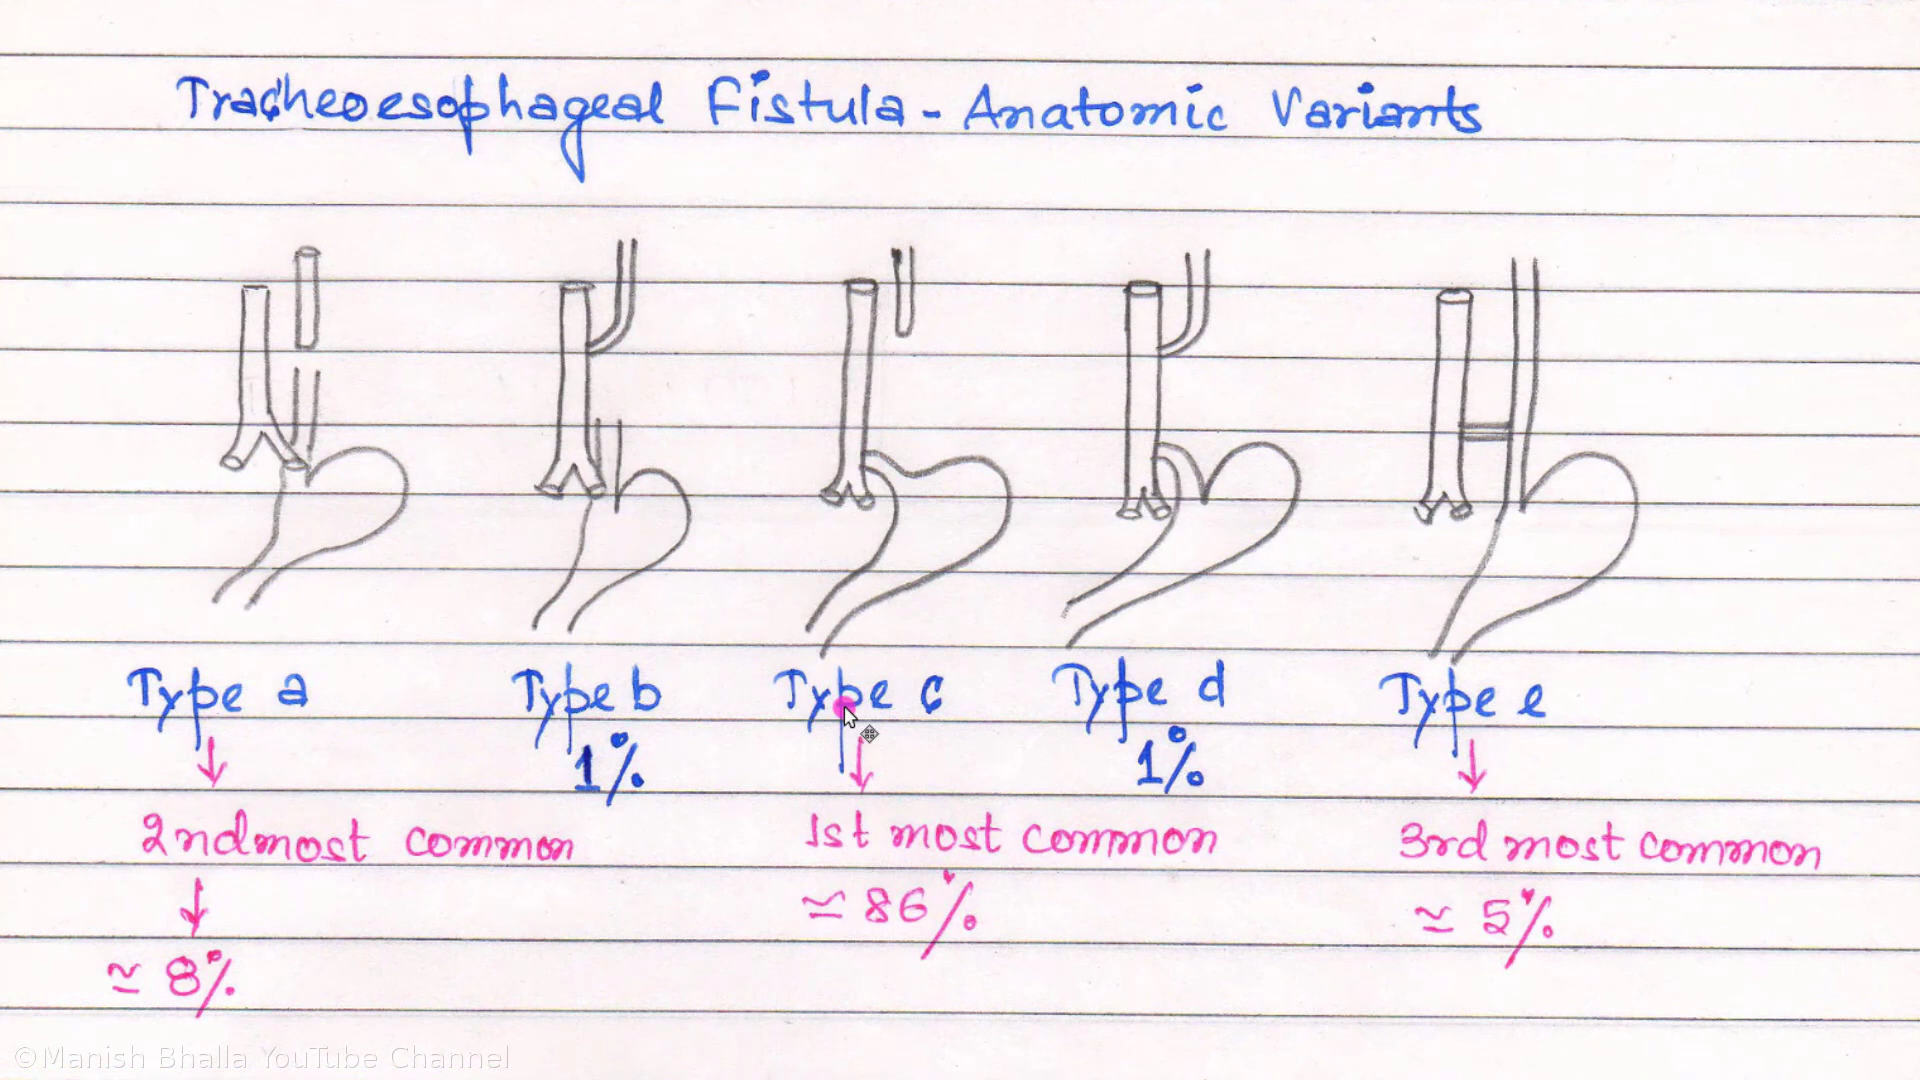 Tracheoesophageal Fistula - Anatomic Variants
Type a Type b Type c Type d Type e
1% 1%
2nd most common 1st most common 3rd most common
≃ 86% ≃ 5%
≃ 8%
©Manish Bhalla YouTube Channel